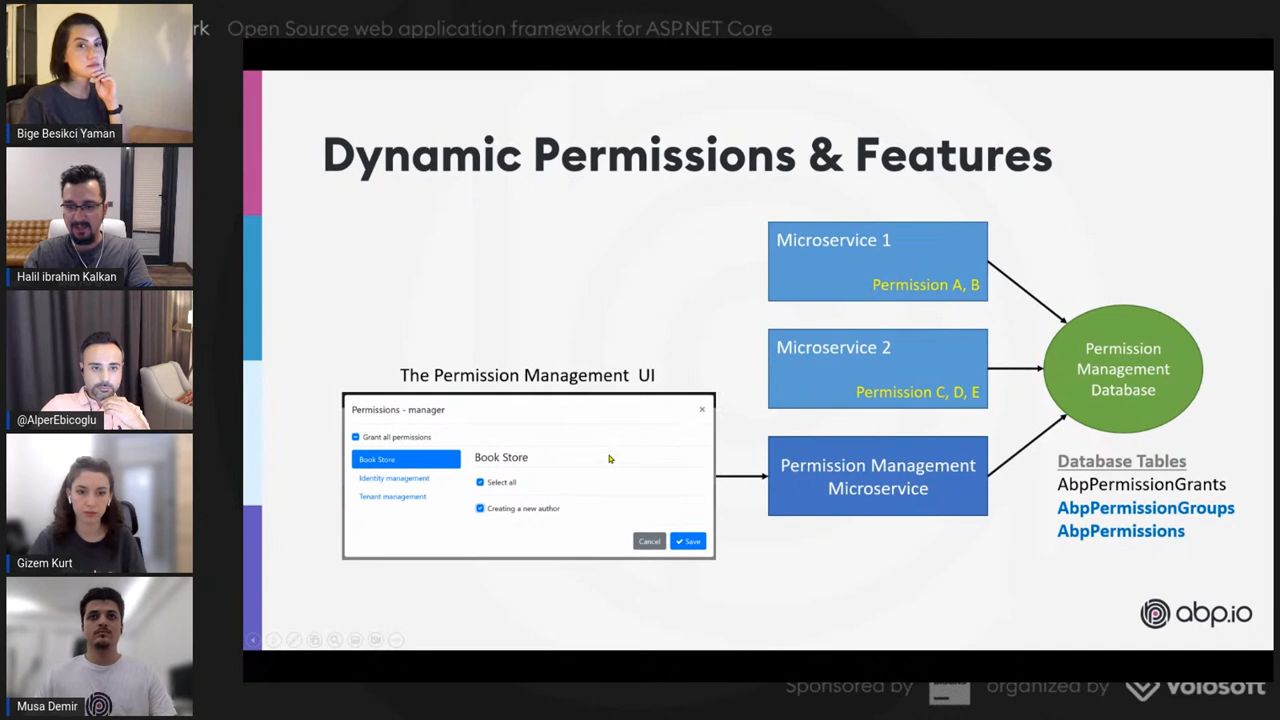 rk Open Source web application framework for ASP.NET Core
Bige Besikci Yaman
Halil ibrahim Kalkan
@AlperEbicoglu
Gizem Kurt
Musa Demir
Dynamic Permissions & Features
Microservice 1
Permission A, B
Microservice 2
Permission C, D, E
Permission Management
Microservice
Permission
Management
Database
Database Tables
AbpPermissionGrants
AbpPermissionGroups
AbpPermissions
The Permission Management UI
Permissions - manager
×
Grant all permissions
Book Store
Identity management
Tenant management
Book Store
Select all
Creating a new author
Cancel
Save
abp.io
Sponsored by
organized by
Volosoft